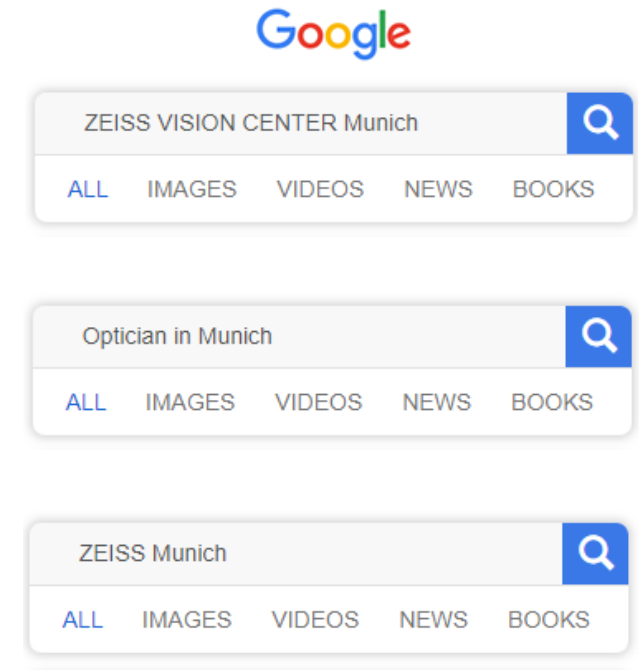 Google
ZEISS VISION CENTER Munich
ALL IMAGES VIDEOS NEWS BOOKS
Optician in Munich
ALL IMAGES VIDEOS NEWS BOOKS
ZEISS Munich
ALL IMAGES VIDEOS NEWS BOOKS